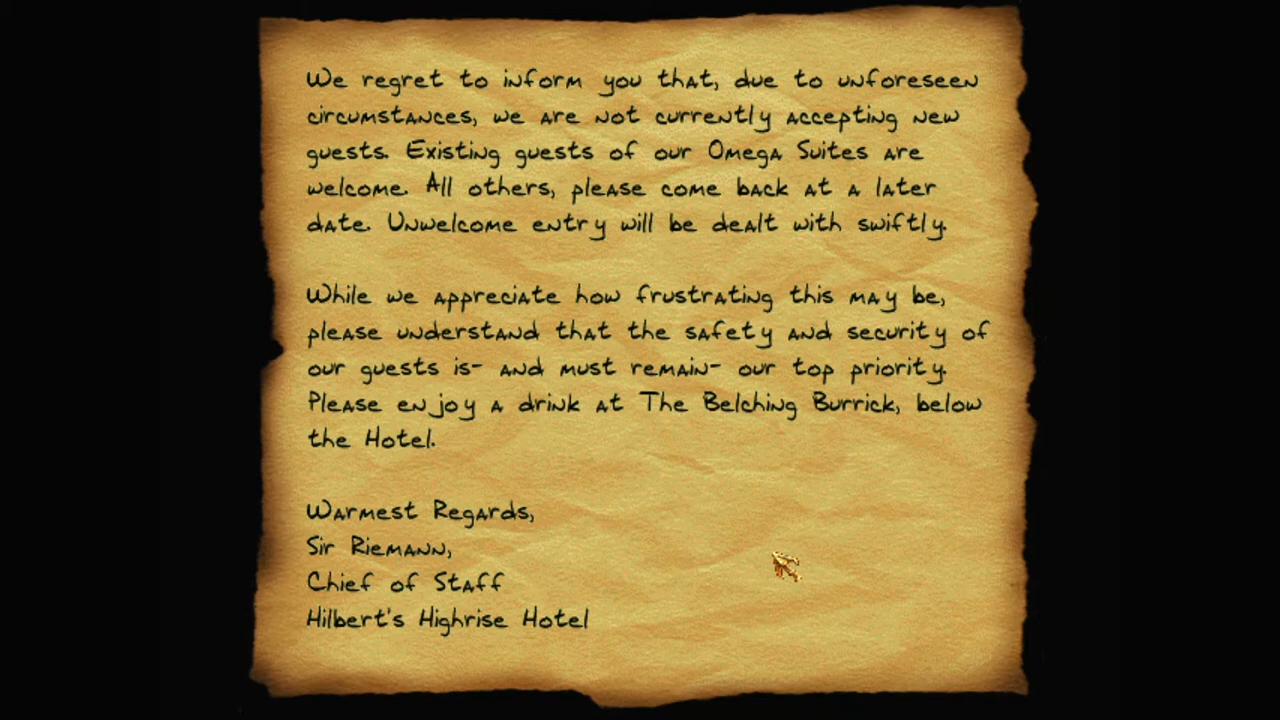 We regret to inform you that, due to unforeseen
circumstances, we are not currently accepting new
guests. Existing guests of our Omega Suites are
welcome. All others, please come back at a later
date. Unwelcome entry will be dealt with swiftly.
While we appreciate how frustrating this may be,
please understand that the safety and security of
our guests is- and must remain- our top priority.
Please enjoy a drink at The Belching Burrick, below
the Hotel.
Warmest Regards,
Sir Riemann,
Chief of Staff
Hilbert's Highrise Hotel